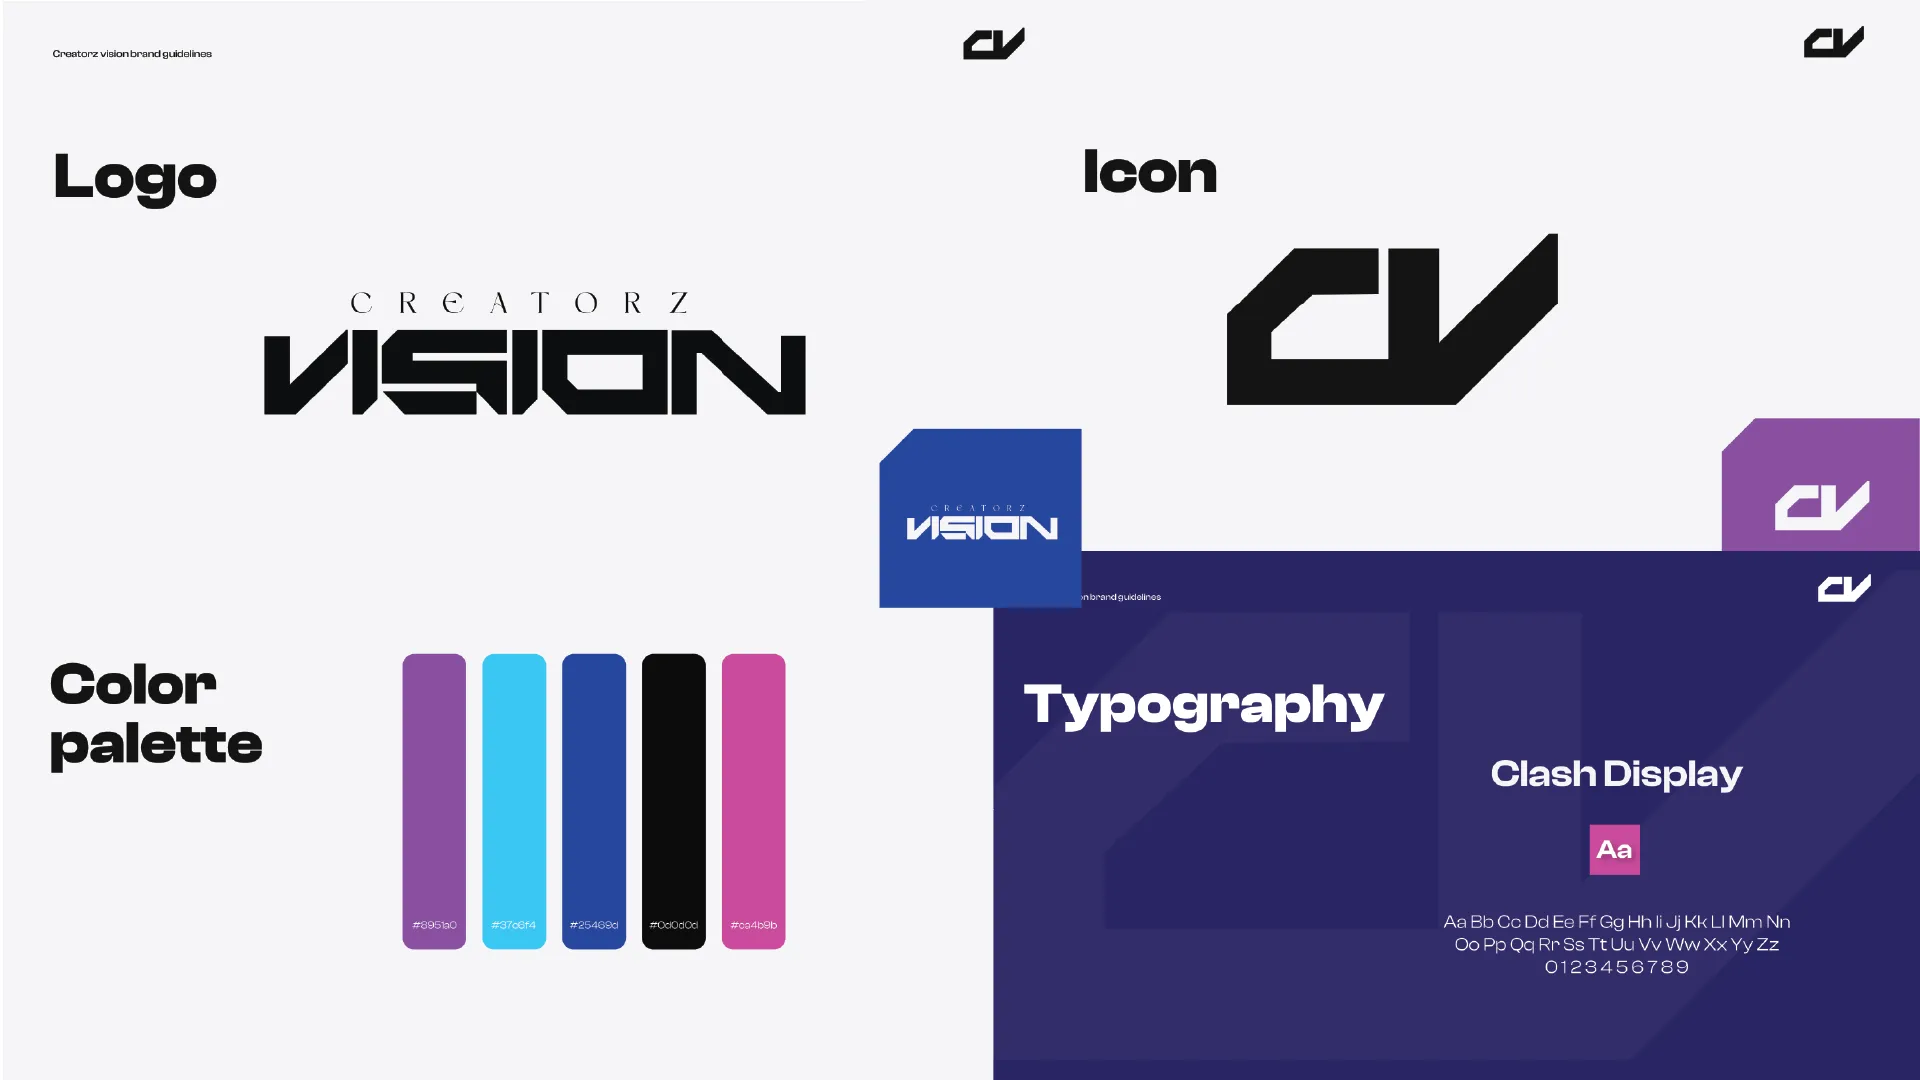 Creatorz vision brand guidelines
CV
CV
Logo
Icon
CREATORZ
VISION
CV
CREATORZ
VISION
CV
n brand guidelines
CV
Color
palette
#8951a0
#37c6f4
#25469d
#0d0d0d
#ca4b9b
Typography
Clash Display
Aa
Aa Bb Cc Dd Ee Ff Gg Hh Ii Jj Kk Ll Mm Nn
Oo Pp Qq Rr Ss Tt Uu Vv Ww Xx Yy Zz
0123456789